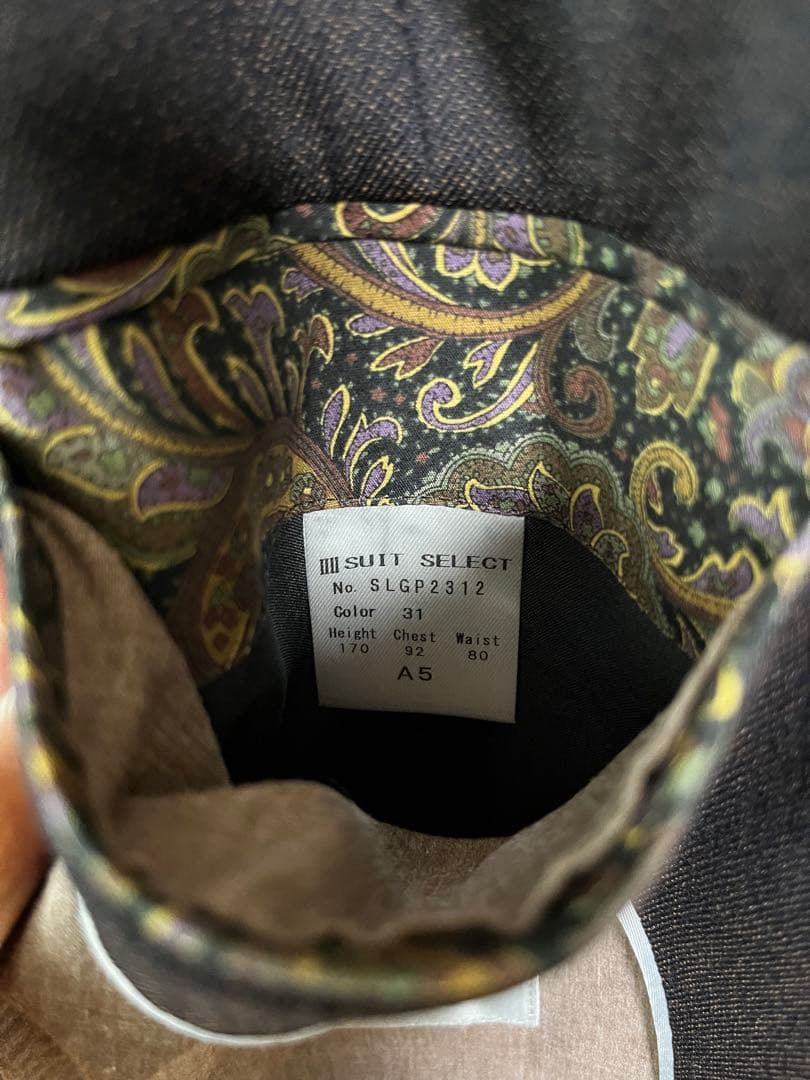 SUIT SELECT
No. SLGP2312
Color 31
Height Chest Waist
170 92 80
A5